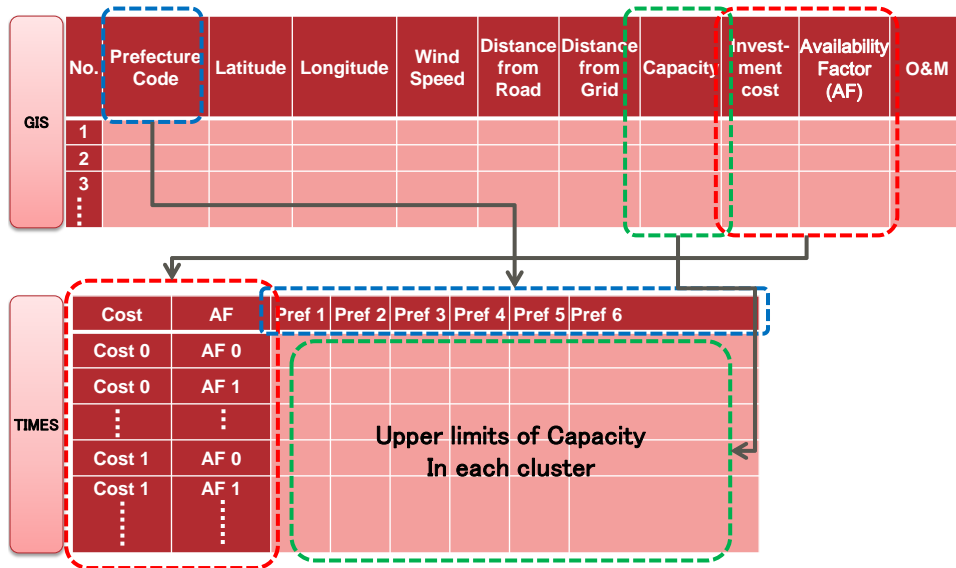 GIS
No.
Prefecture
Code
Latitude
Longitude
Wind
Speed
Distance
from
Road
Distance
from
Grid
Capacity
Invest-
ment
cost
Availability
Factor
(AF)
O&M
1
2
3
TIMES
Cost
AF
Pref 1
Pref 2
Pref 3
Pref 4
Pref 5
Pref 6
Cost 0
AF 0
Cost 0
AF 1
Cost 1
AF 0
Cost 1
AF 1
Upper limits of Capacity
In each cluster